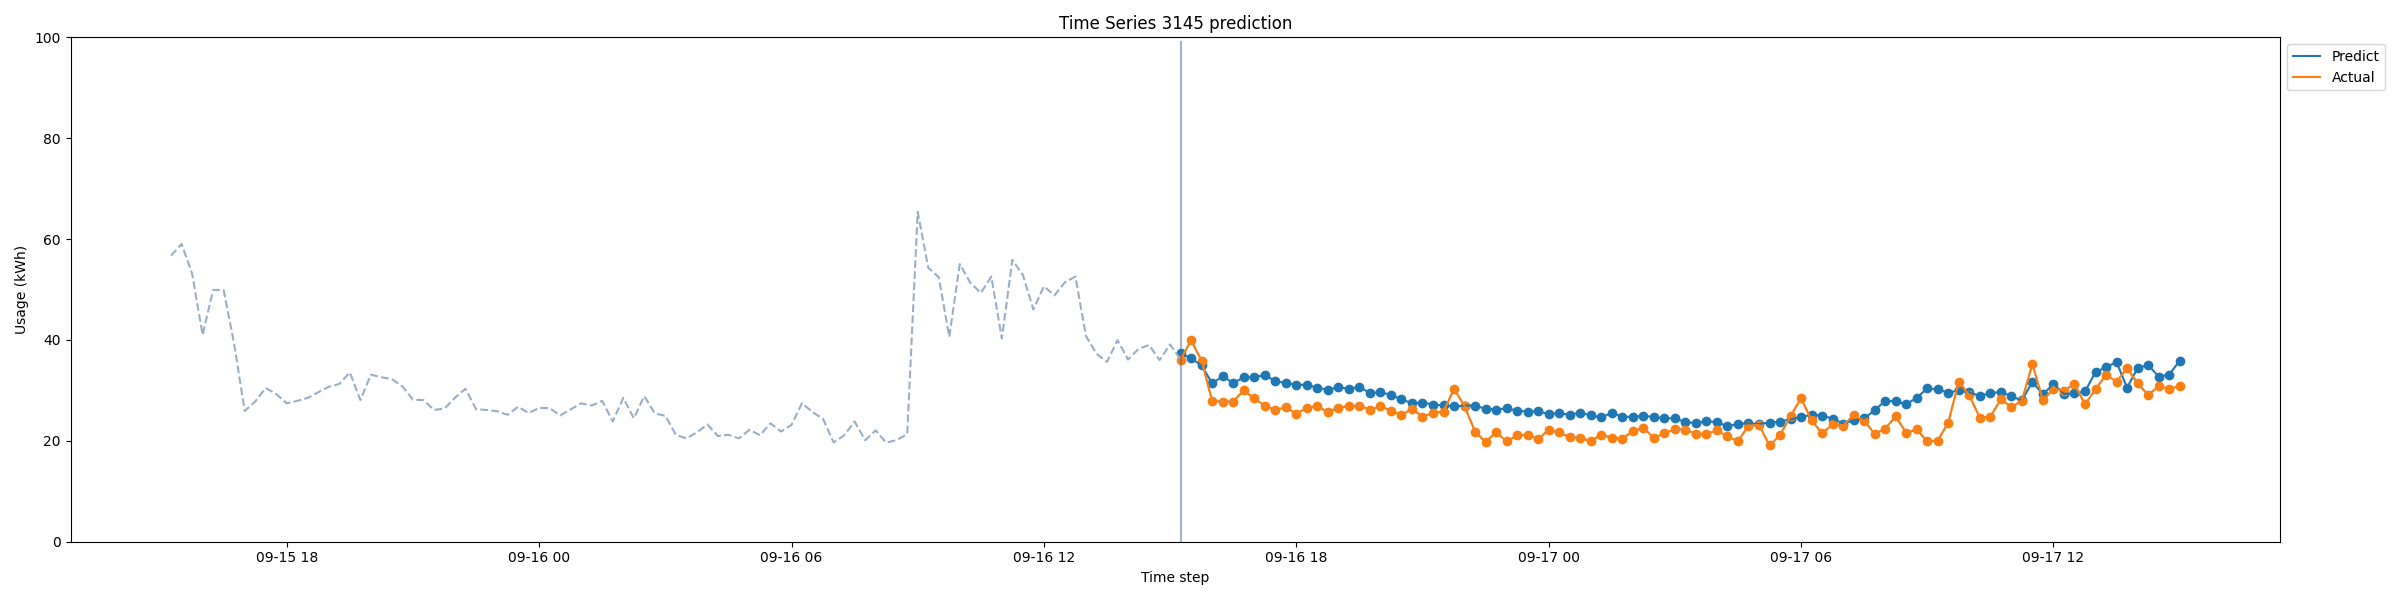 Time Series 3145 prediction
100
80
60
40
20
0
Usage (kWh)
09-15 18
09-16 00
09-16 06
09-16 12
09-16 18
09-17 00
09-17 06
09-17 12
Time step
Predict
Actual